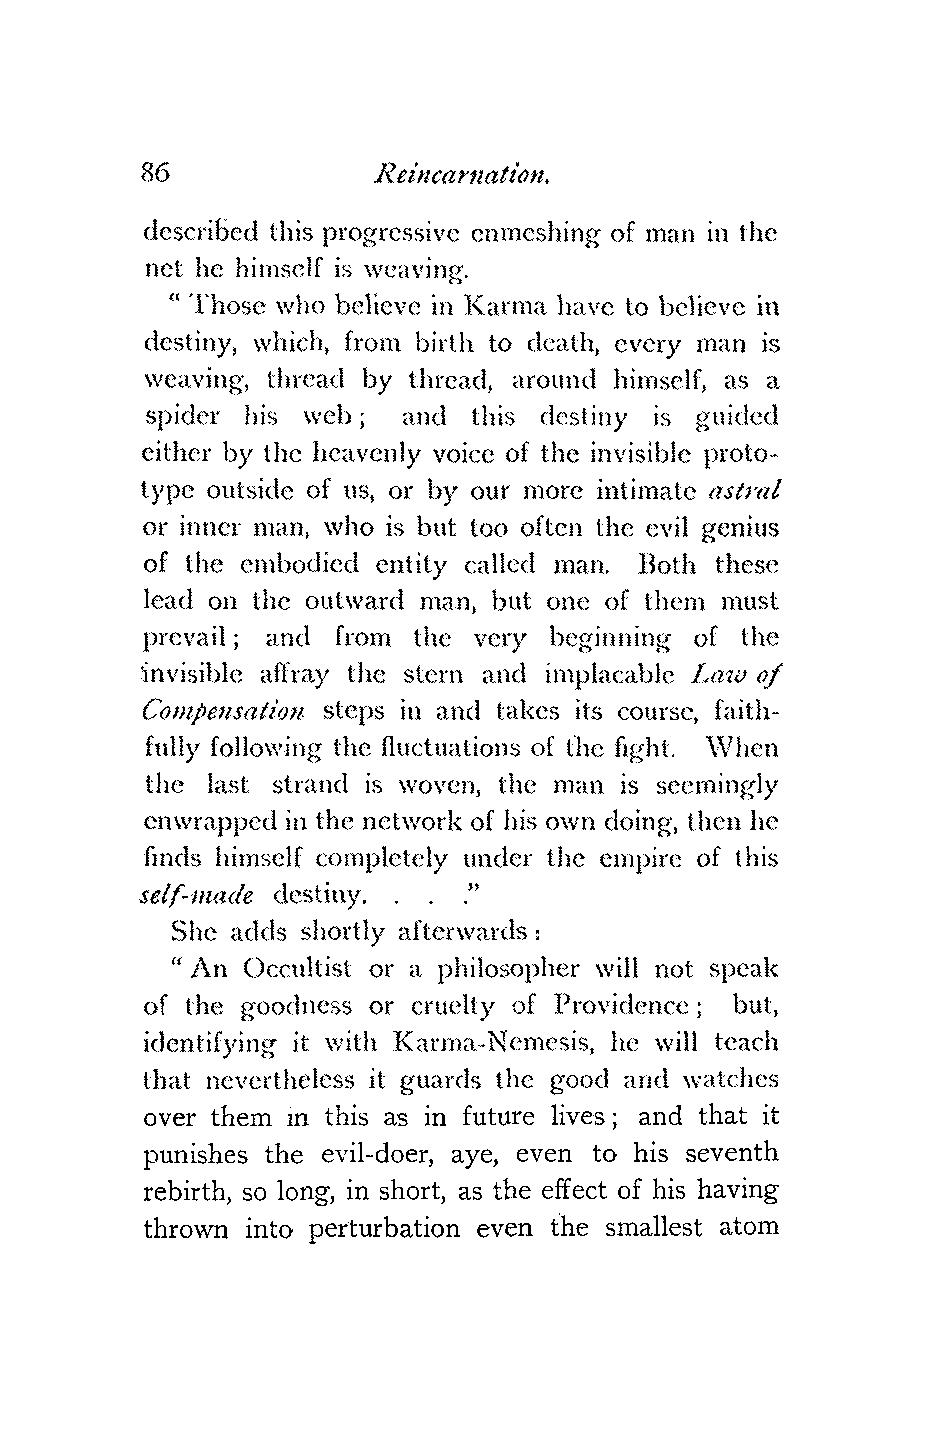 86 Reincarnation.
described this progressive enmeshing of man in the
net he himself is weaving.
" Those who believe in Karma have to believe in
destiny, which, from birth to death, every man is
weaving, thread by thread, around himself, as a
spider his web ; and this destiny is guided
either by the heavenly voice of the invisible proto-
type outside of us, or by our more intimate astral
or inner man, who is but too often the evil genius
of the embodied entity called man. Both these
lead on the outward man, but one of them must
prevail ; and from the very beginning of the
invisible affray the stern and implacable Law of
Compensation steps in and takes its course, faith-
fully following the fluctuations of the fight. When
the last strand is woven, the man is seemingly
enwrapped in the network of his own doing, then he
finds himself completely under the empire of this
self-made destiny. . . ."
She adds shortly afterwards :
" An Occultist or a philosopher will not speak
of the goodness or cruelty of Providence ; but,
identifying it with Karma-Nemesis, he will teach
that nevertheless it guards the good and watches
over them in this as in future lives ; and that it
punishes the evil-doer, aye, even to his seventh
rebirth, so long, in short, as the effect of his having
thrown into perturbation even the smallest atom